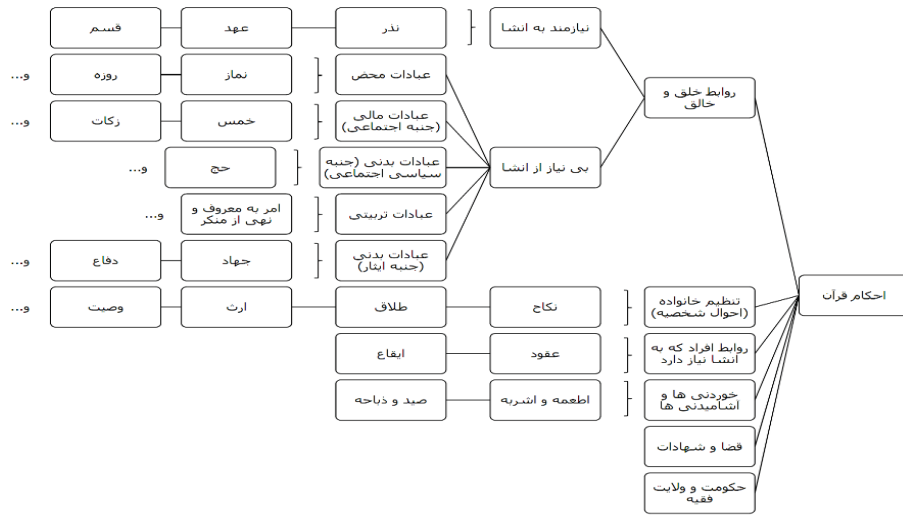 احکام قرآن
روابط خلق و
خالق
نیازمند به انشا
نذر
عهد
قسم
بی نیاز از انشا
عبادات محض
نماز
روزه
و...
عبادات مالی
(جنبه اجتماعی)
خمس
زکات
و...
عبادات بدنی (جنبه
سیاسی اجتماعی)
حج
و...
عبادات تربیتی
امر به معروف و
نهی از منکر
و...
عبادات بدنی
(جنبه ایثار)
جهاد
دفاع
و...
تنظیم خانواده
(احوال شخصیه)
نکاح
طلاق
ارث
وصیت
و...
روابط افراد که به
انشا نیاز دارد
عقود
ایقاع
خوردنی ها و
آشامیدنی ها
اطعمه و اشربه
صید و ذباحه
قضا و شهادات
حکومت و ولایت
فقیه